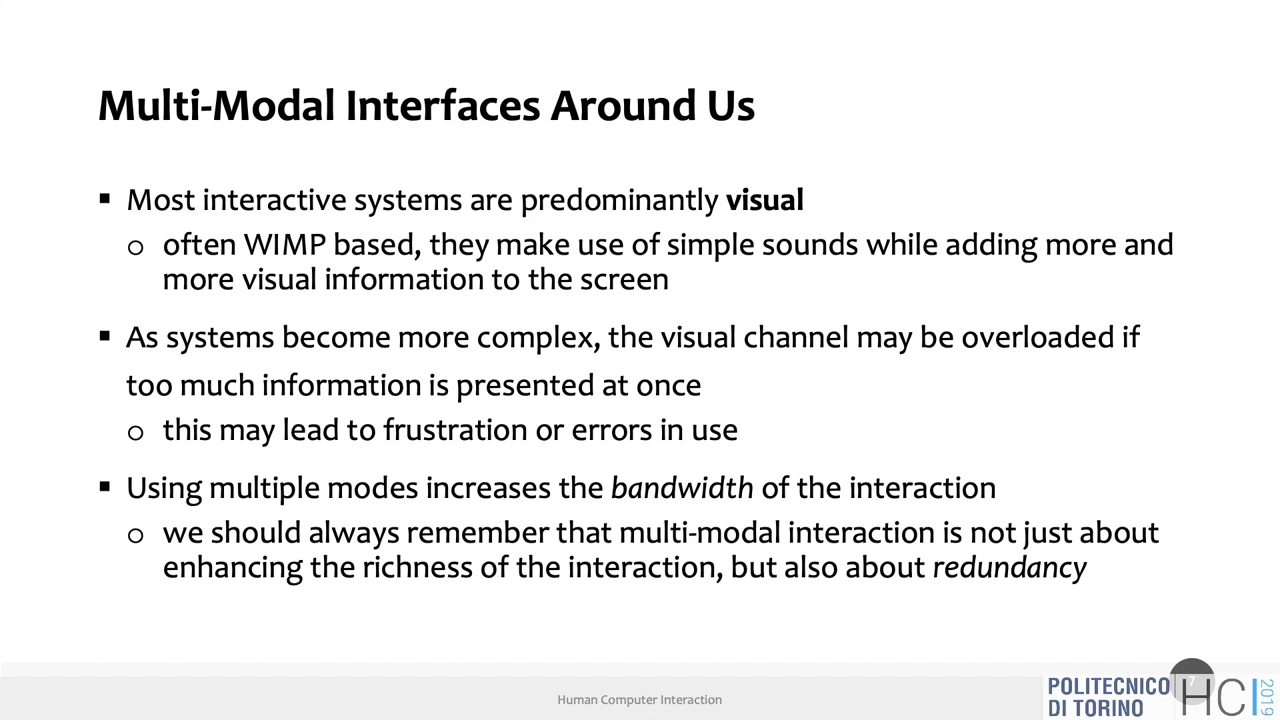 Multi-Modal Interfaces Around Us
▪ Most interactive systems are predominantly visual
o often WIMP based, they make use of simple sounds while adding more and
more visual information to the screen
▪ As systems become more complex, the visual channel may be overloaded if
too much information is presented at once
o this may lead to frustration or errors in use
▪ Using multiple modes increases the bandwidth of the interaction
o we should always remember that multi-modal interaction is not just about
enhancing the richness of the interaction, but also about redundancy
Human Computer Interaction
POLITECNICO
DI TORINO
HCI
2019